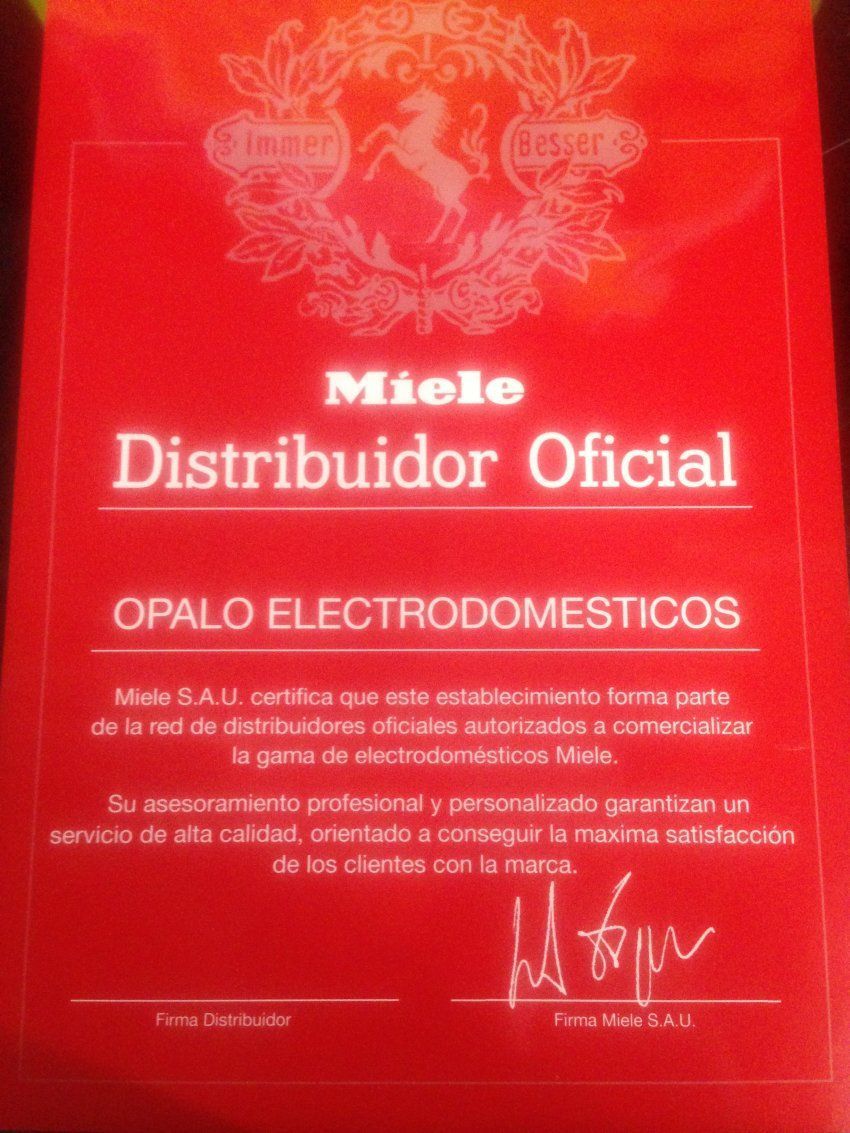 Immer Besser
Miele
Distribuidor Oficial
OPALO ELECTRODOMESTICOS
Miele S.A.U. certifica que este establecimiento forma parte
de la red de distribuidores oficiales autorizados a comercializar
la gama de electrodomésticos Miele.
Su asesoramiento profesional y personalizado garantizan un
servicio de alta calidad, orientado a conseguir la maxima satisfacción
de los clientes con la marca.
Firma Distribuidor
Firma Miele S.A.U.